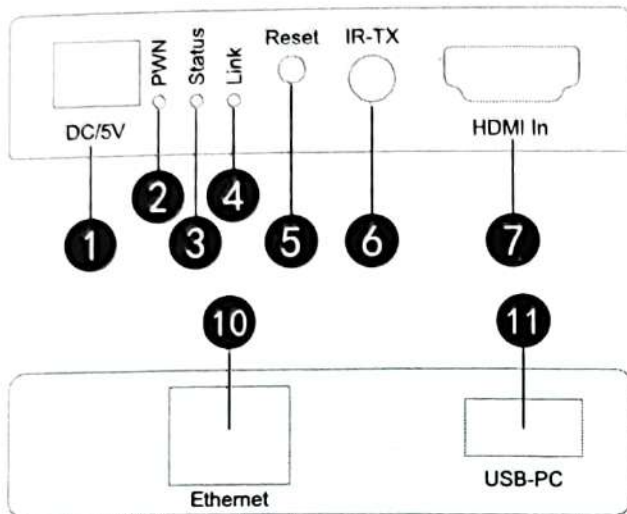 PWN Status Link Reset IR-TX
DC/5V HDMI In
2 4
1 3 5 6 7
10 11
Ethernet USB-PC